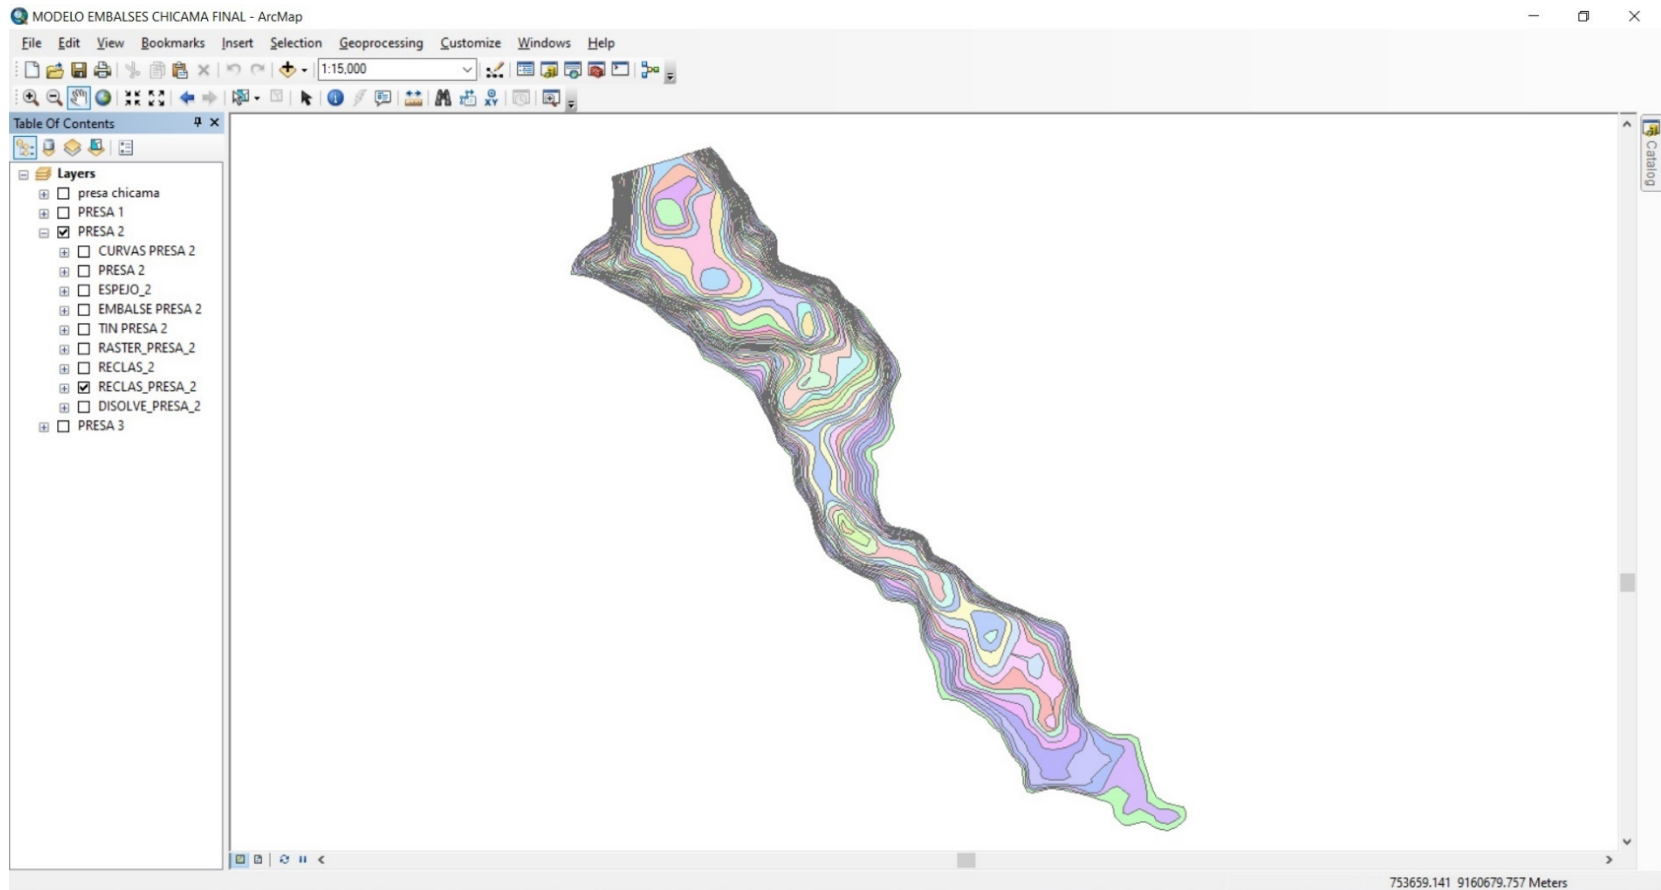 MODELO EMBALSES CHICAMA FINAL - ArcMap
File Edit View Bookmarks Insert Selection Geoprocessing Customize Windows Help
1:15,000
Table Of Contents
Layers
presa chicama
PRESA 1
PRESA 2
CURVAS PRESA 2
PRESA 2
ESPEJO_2
EMBALSE PRESA 2
TIN PRESA 2
RASTER_PRESA_2
RECLAS_2
RECLAS_PRESA_2
DISOLVE_PRESA_2
PRESA 3
Catalog
753659.141 9160679.757 Meters